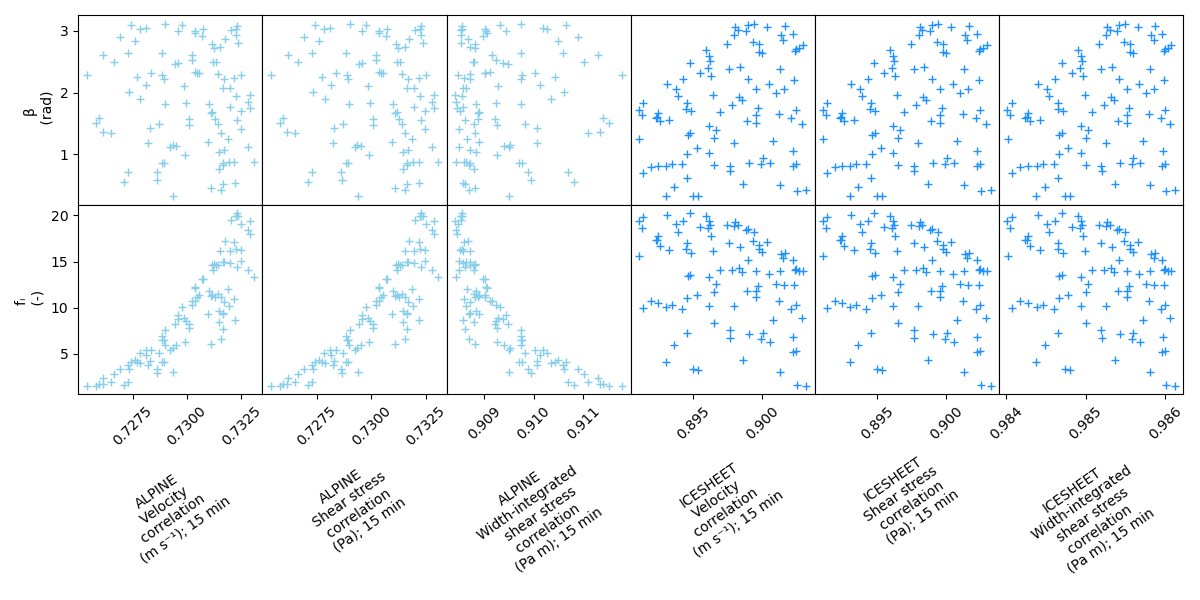 β
(rad)
3
2
1
fᵢ
(-)
20
15
10
5
0.7275
0.7300
0.7325
0.7275
0.7300
0.7325
0.909
0.910
0.911
0.895
0.900
0.895
0.900
0.984
0.985
0.986
ALPINE
Velocity
correlation
(m s⁻¹); 15 min
ALPINE
Shear stress
correlation
(Pa); 15 min
ALPINE
Width-integrated
shear stress
correlation
(Pa m); 15 min
ICESHEET
Velocity
correlation
(m s⁻¹); 15 min
ICESHEET
Shear stress
correlation
(Pa); 15 min
ICESHEET
Width-integrated
shear stress
correlation
(Pa m); 15 min